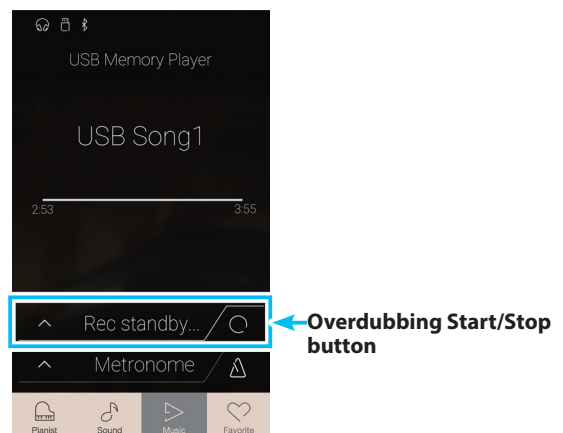 USB Memory Player
USB Song1
2:53 3:55
Rec standby...
Overdubbing Start/Stop
button
Metronome
Pianist Sound Music Favorite